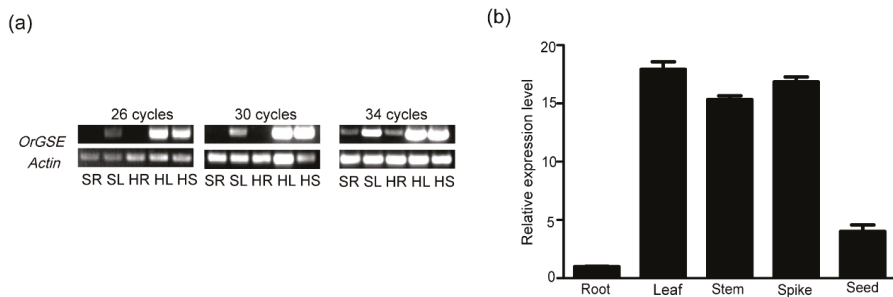 (a)
26 cycles 30 cycles 34 cycles
OrGSE
Actin
SR SL HR HL HS SR SL HR HL HS SR SL HR HL HS
(b)
Relative expression level
20
15
10
5
0
Root Leaf Stem Spike Seed